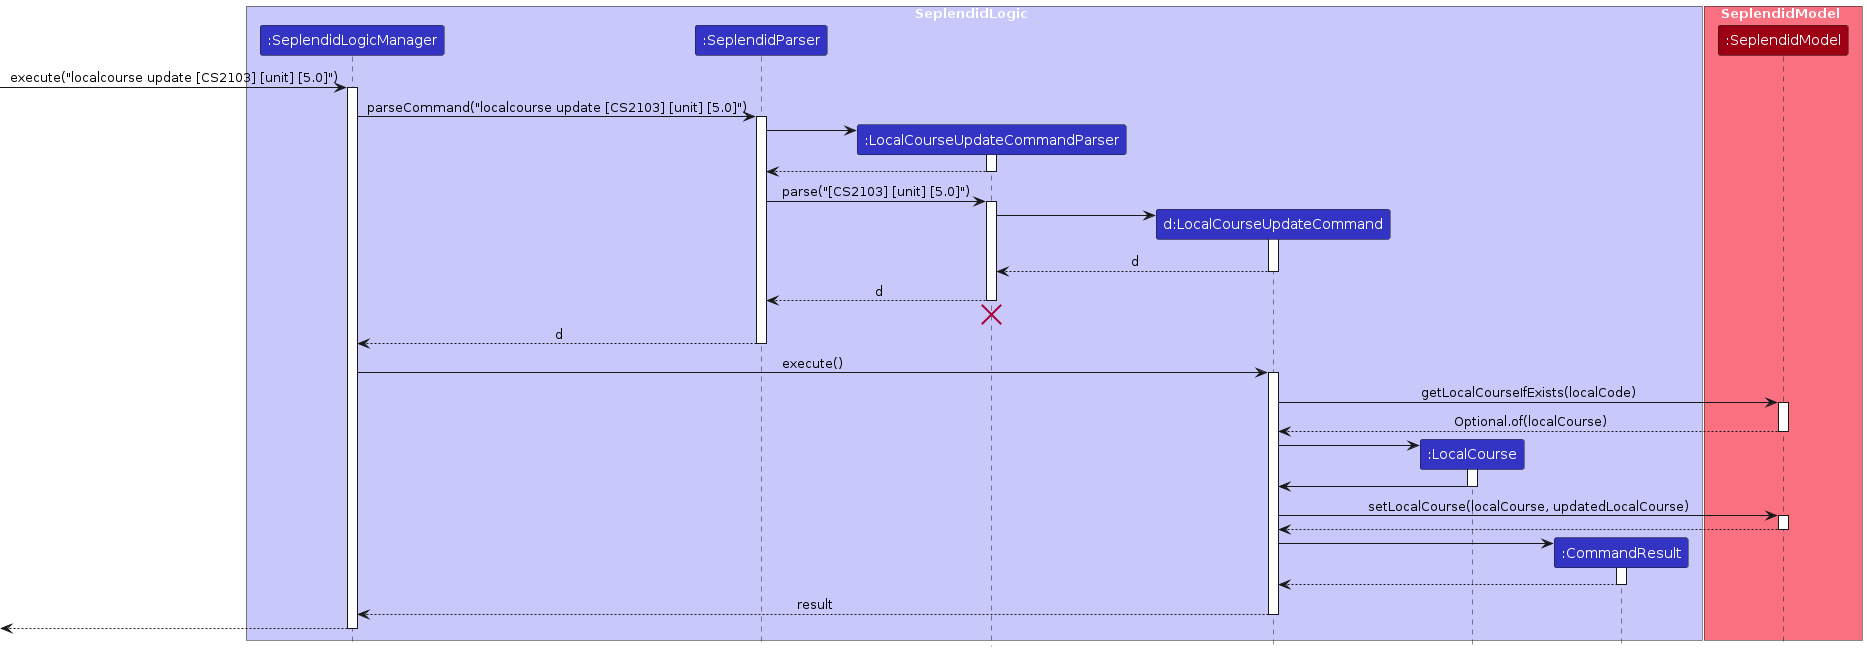 SeplendidLogic
SeplendidModel
:SeplendidLogicManager
:SeplendidParser
:SeplendidModel
execute("localcourse update [CS2103] [unit] [5.0]")
parseCommand("localcourse update [CS2103] [unit] [5.0]")
:LocalCourseUpdateCommandParser
parse("[CS2103] [unit] [5.0]")
d:LocalCourseUpdateCommand
d
d
d
execute()
getLocalCourseIfExists(localCode)
Optional.of(localCourse)
:LocalCourse
setLocalCourse(localCourse, updatedLocalCourse)
:CommandResult
result